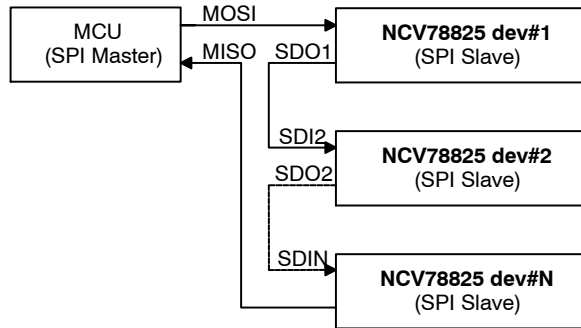 MCU
(SPI Master)
MOSI
MISO
NCV78825 dev#1
(SPI Slave)
SDO1
SDI2
NCV78825 dev#2
(SPI Slave)
SDO2
SDIN
NCV78825 dev#N
(SPI Slave)